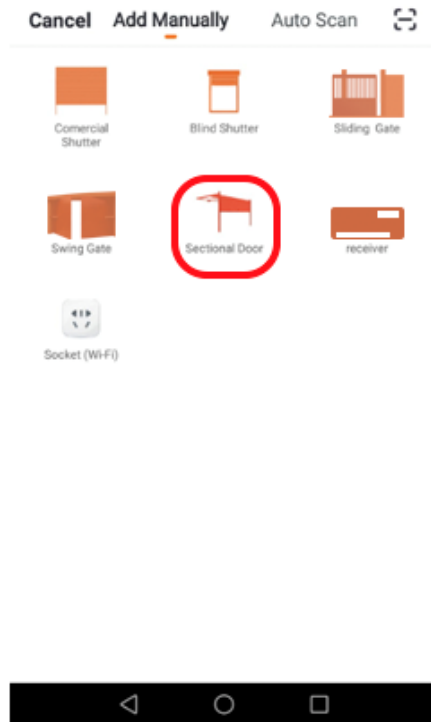 Cancel Add Manually Auto Scan
Comercial Blind Shutter Sliding Gate
Shutter
Swing Gate Sectional Door receiver
Socket (Wi-Fi)